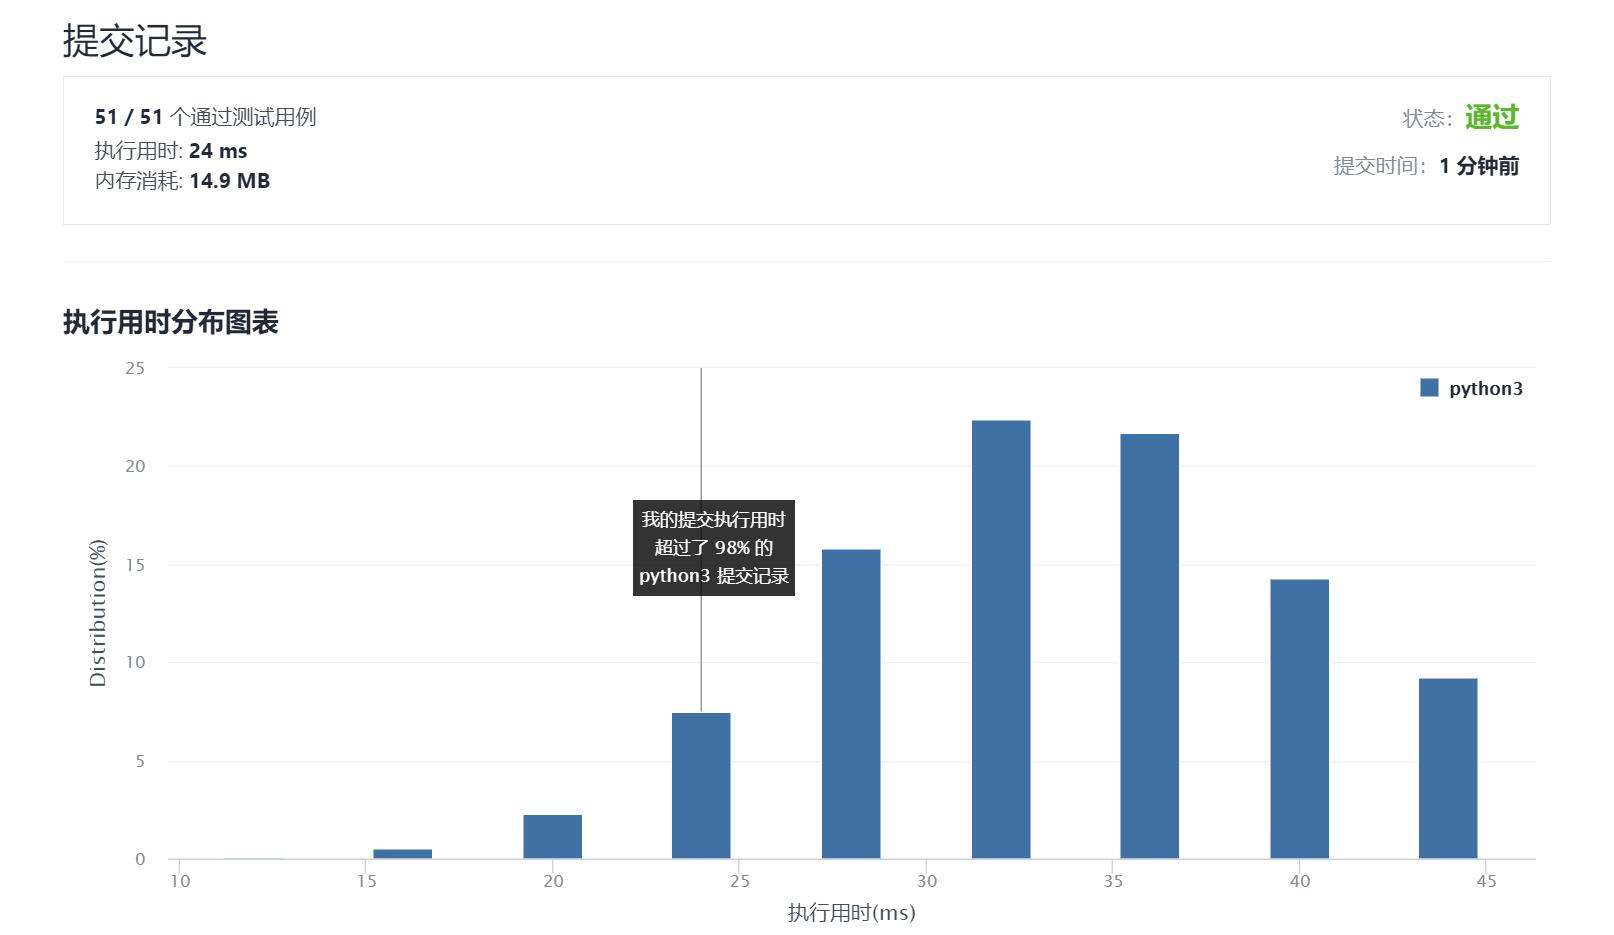 提交记录
51 / 51 个通过测试用例
状态：通过
执行用时: 24 ms
提交时间：1 分钟前
内存消耗: 14.9 MB
执行用时分布图表
25
python3
20
我的提交执行用时
超过了 98% 的
python3 提交记录
15
Distribution(%)
10
5
0
10 15 20 25 30 35 40 45
执行用时(ms)